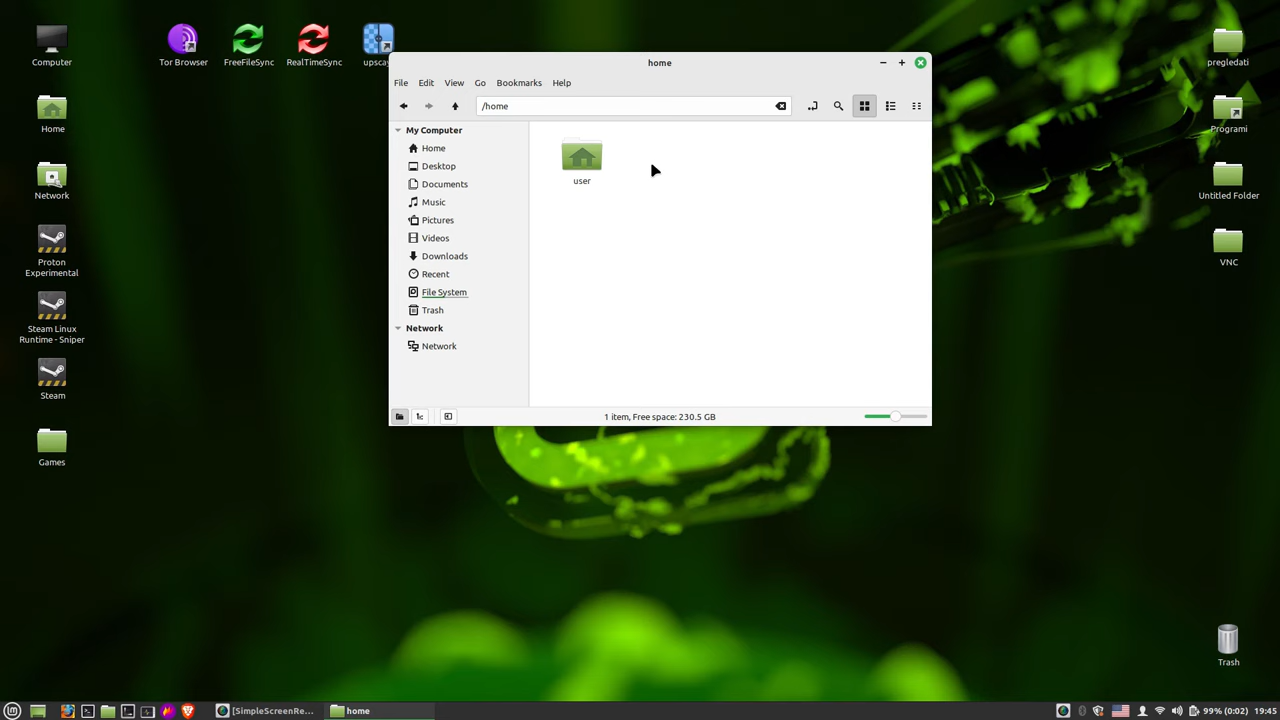 Computer
Tor Browser
FreeFileSync
RealTimeSync
upscay
home
File Edit View Go Bookmarks Help
/home
My Computer
Home
Desktop
Documents
Music
Pictures
Videos
Downloads
Recent
File System
Trash
Network
Network
user
1 item, Free space: 230.5 GB
Home
Network
Proton
Experimental
Steam Linux
Runtime - Sniper
Steam
Games
pregledati
Programi
Untitled Folder
VNC
Trash
[SimpleScreenRe...
home
99% (0:02)
19:45